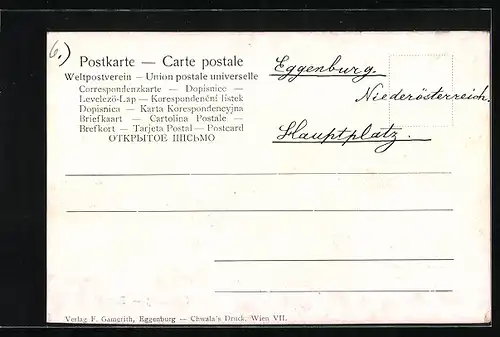 6.)
Postkarte — Carte postale
Weltpostverein – Union postale universelle
Correspondenzkarte — Dopisnice —
Levelező-Lap — Korespondenční lístek
Dopisnica — Karta Korespondencyjna
Briefkaart — Cartolina Postale —
Brefkort — Tarjeta Postal — Postcard
ОТКРЫТОЕ ПИСЬМО
Eggenburg.
Niederösterreich.
Hauptplatz.
Verlag F. Gamerith, Eggenburg — Chwala's Druck, Wien VII.